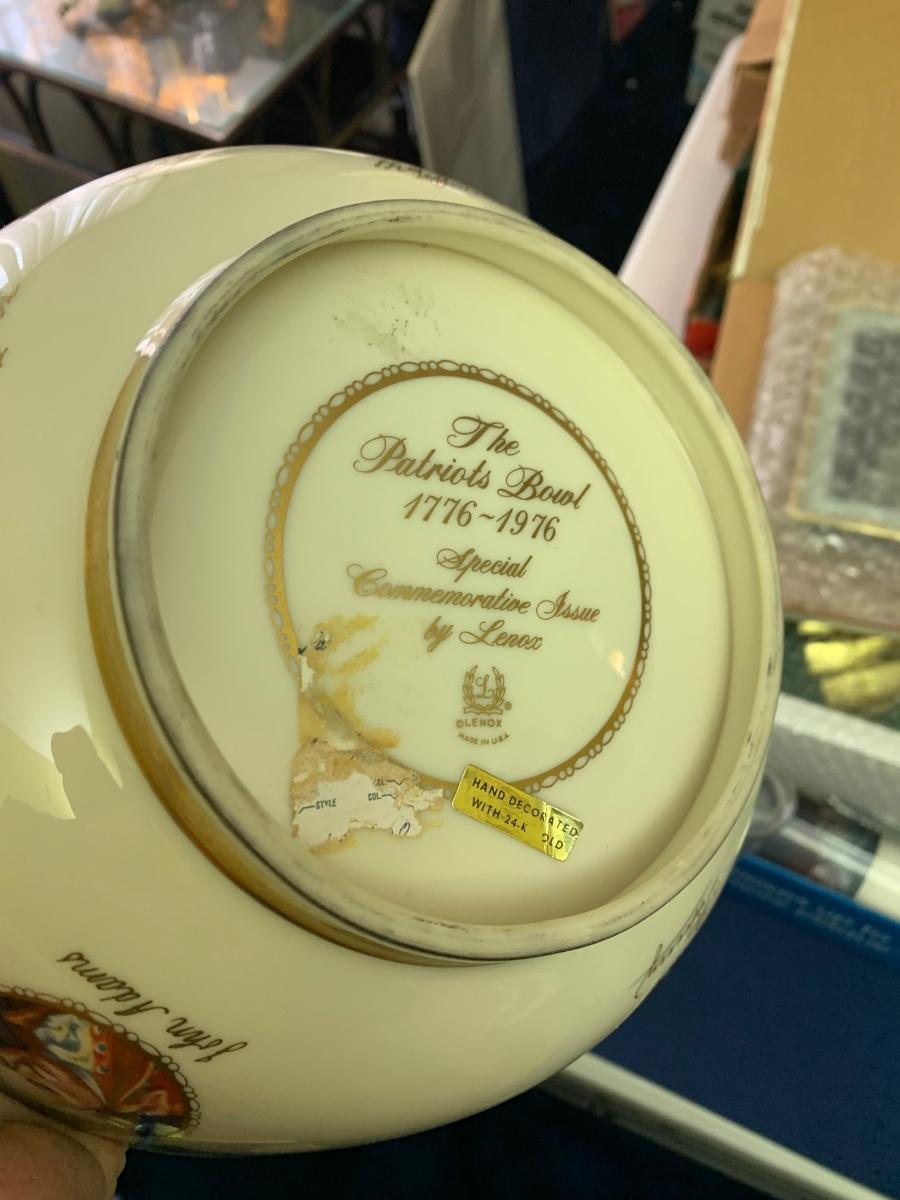 The
Patriots Bowl
1776~1976
Special
Commemorative Issue
by Lenox
L
®
©LENOX
MADE IN U.S.A.
HAND DECORATED
WITH 24-K OLD
STYLE COL
John Adams